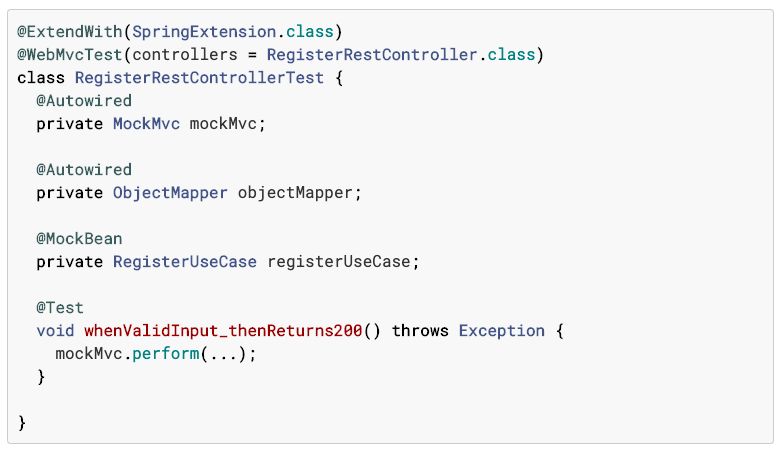 @ExtendWith(SpringExtension.class)
@WebMvcTest(controllers = RegisterRestController.class)
class RegisterRestControllerTest {
  @Autowired
  private MockMvc mockMvc;

  @Autowired
  private ObjectMapper objectMapper;

  @MockBean
  private RegisterUseCase registerUseCase;

  @Test
  void whenValidInput_thenReturns200() throws Exception {
    mockMvc.perform(...);
  }

}